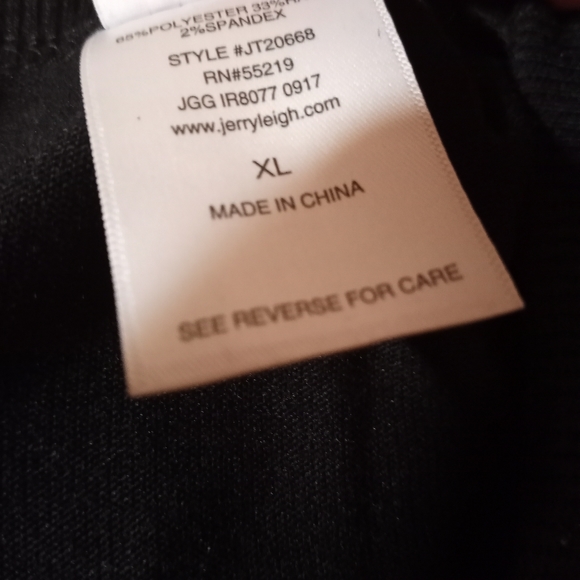 65%POLYESTER 33%
2%SPANDEX
STYLE #JT20668
RN#55219
JGG IR8077 0917
www.jerryleigh.com
XL
MADE IN CHINA
SEE REVERSE FOR CARE